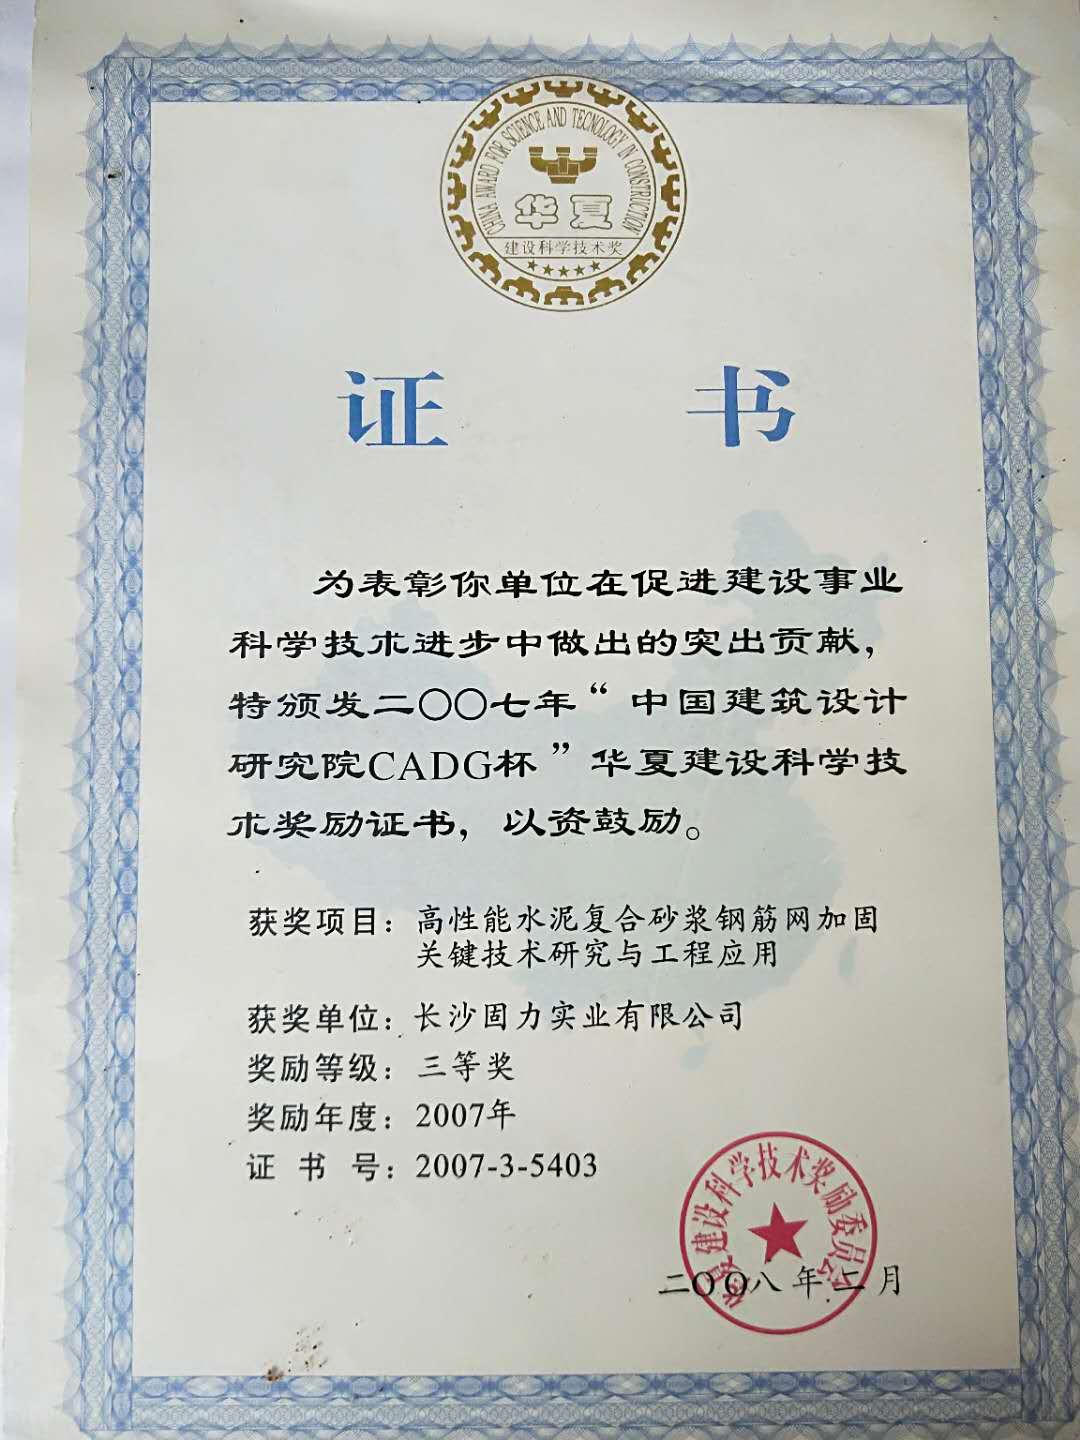 CHINA AWARD FOR SCIENCE AND TECNOLOGY IN CONSTRUCTION
华夏
建设科学技术奖
证 书
为表彰你单位在促进建设事业
科学技术进步中做出的突出贡献，
特颁发二〇〇七年“中国建筑设计
研究院CADG杯”华夏建设科学技
术奖励证书，以资鼓励。
获奖项目：高性能水泥复合砂浆钢筋网加固
关键技术研究与工程应用
获奖单位：长沙固力实业有限公司
奖励等级：三等奖
奖励年度：2007年
证 书 号：2007-3-5403
华夏建设科学技术奖励委员会
二〇〇八年二月